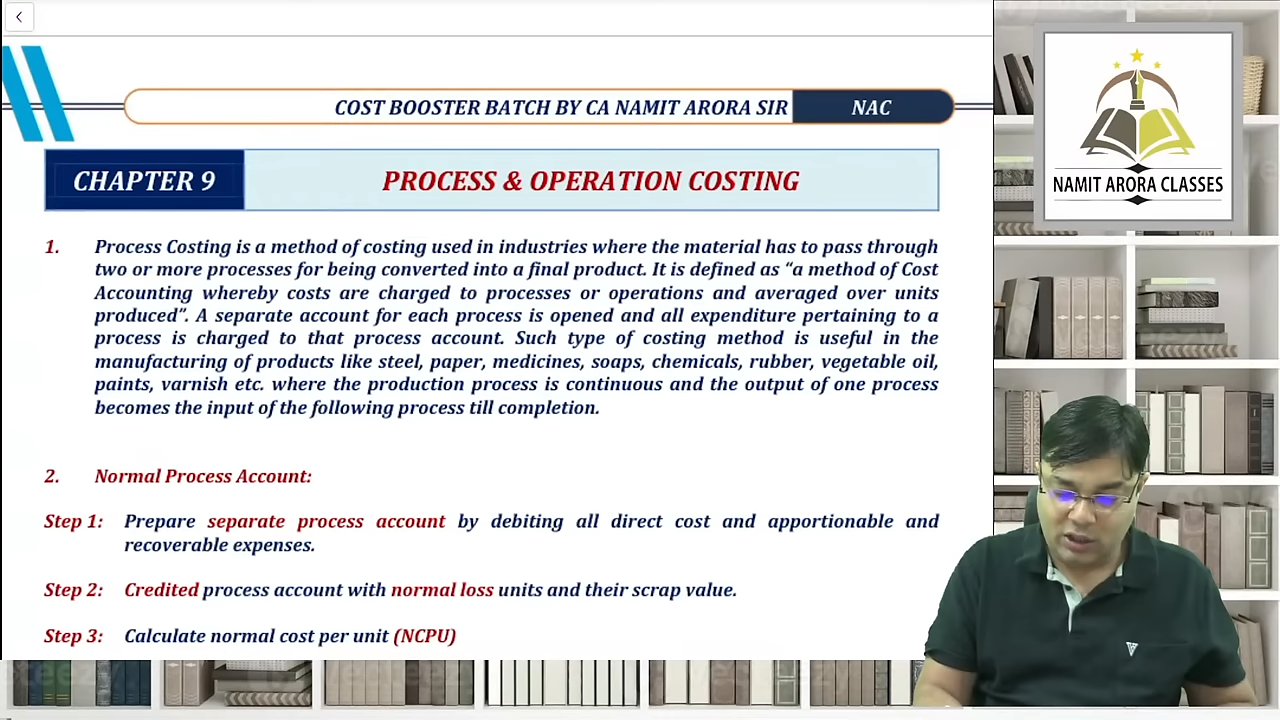 COST BOOSTER BATCH BY CA NAMIT ARORA SIR NAC
CHAPTER 9 PROCESS & OPERATION COSTING
1. Process Costing is a method of costing used in industries where the material has to pass through
two or more processes for being converted into a final product. It is defined as “a method of Cost
Accounting whereby costs are charged to processes or operations and averaged over units
produced”. A separate account for each process is opened and all expenditure pertaining to a
process is charged to that process account. Such type of costing method is useful in the
manufacturing of products like steel, paper, medicines, soaps, chemicals, rubber, vegetable oil,
paints, varnish etc. where the production process is continuous and the output of one process
becomes the input of the following process till completion.
2. Normal Process Account:
Step 1: Prepare separate process account by debiting all direct cost and apportionable and
recoverable expenses.
Step 2: Credited process account with normal loss units and their scrap value.
Step 3: Calculate normal cost per unit (NCPU)
NAMIT ARORA CLASSES